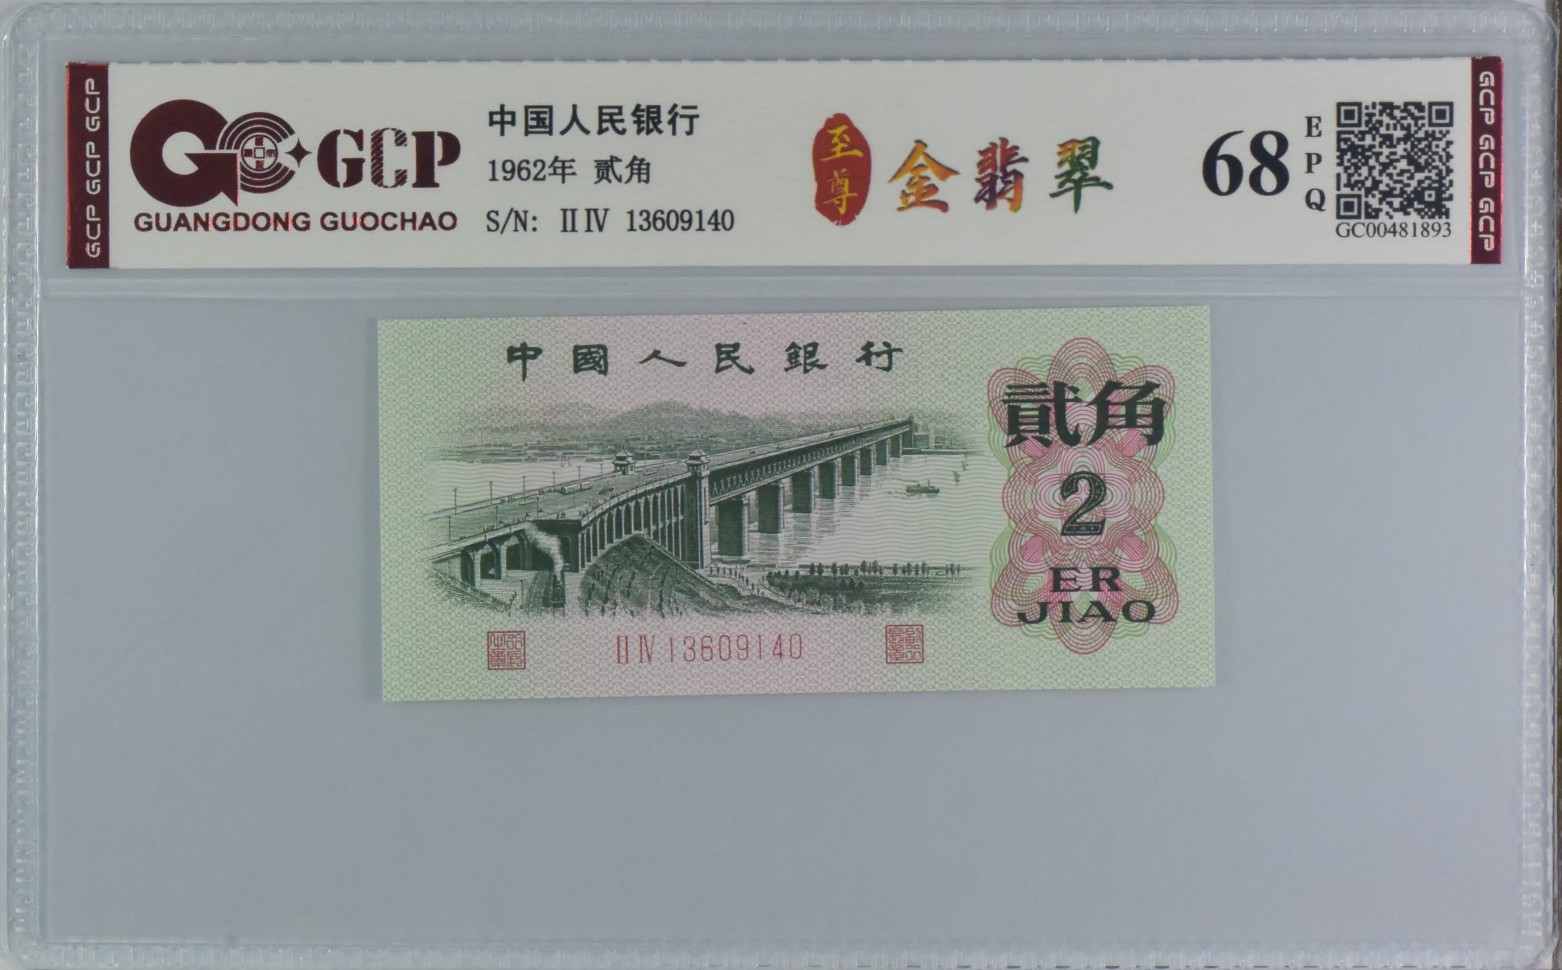 GCP GCP GCP
GCP
GUANGDONG GUOCHAO
中国人民银行
1962年 贰角
S/N: ⅡⅣ 13609140
至尊
金翡翠
68
EPQ
GC00481893
GCP GCP GCP
中國人民銀行
貳角
2
ER
JIAO
ⅡⅣ 13609140